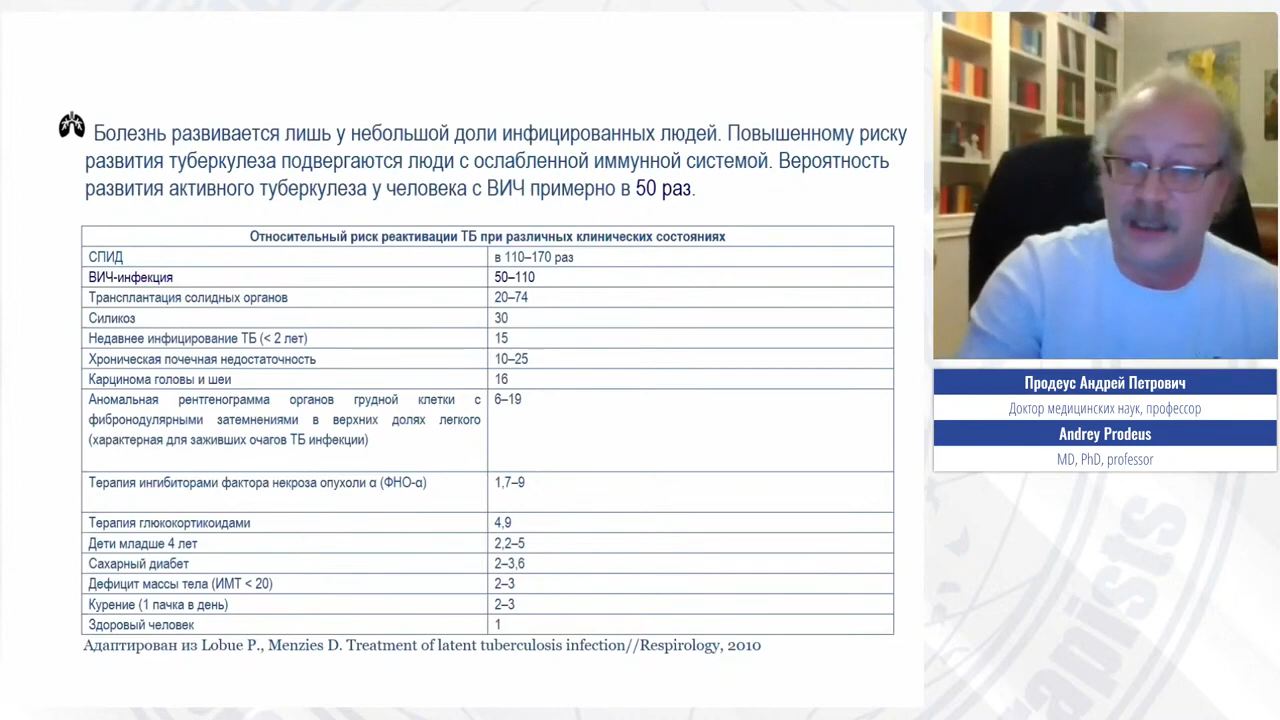 Болезнь развивается лишь у небольшой доли инфицированных людей. Повышенному риску
развития туберкулеза подвергаются люди с ослабленной иммунной системой. Вероятность
развития активного туберкулеза у человека с ВИЧ примерно в 50 раз.
Относительный риск реактивации ТБ при различных клинических состояниях
СПИД в 110–170 раз
ВИЧ-инфекция 50–110
Трансплантация солидных органов 20–74
Силикоз 30
Недавнее инфицирование ТБ (< 2 лет) 15
Хроническая почечная недостаточность 10–25
Карцинома головы и шеи 16
Аномальная рентгенограмма органов грудной клетки с 6–19
фибронодулярными затемнениями в верхних долях легкого
(характерная для заживших очагов ТБ инфекции)
Терапия ингибиторами фактора некроза опухоли α (ФНО-α) 1,7–9
Терапия глюкокортикоидами 4,9
Дети младше 4 лет 2,2–5
Сахарный диабет 2–3,6
Дефицит массы тела (ИМТ < 20) 2–3
Курение (1 пачка в день) 2–3
Здоровый человек 1
Адаптирован из Lobue P., Menzies D. Treatment of latent tuberculosis infection//Respirology, 2010
Продеус Андрей Петрович
Доктор медицинских наук, профессор
Andrey Prodeus
MD, PhD, professor